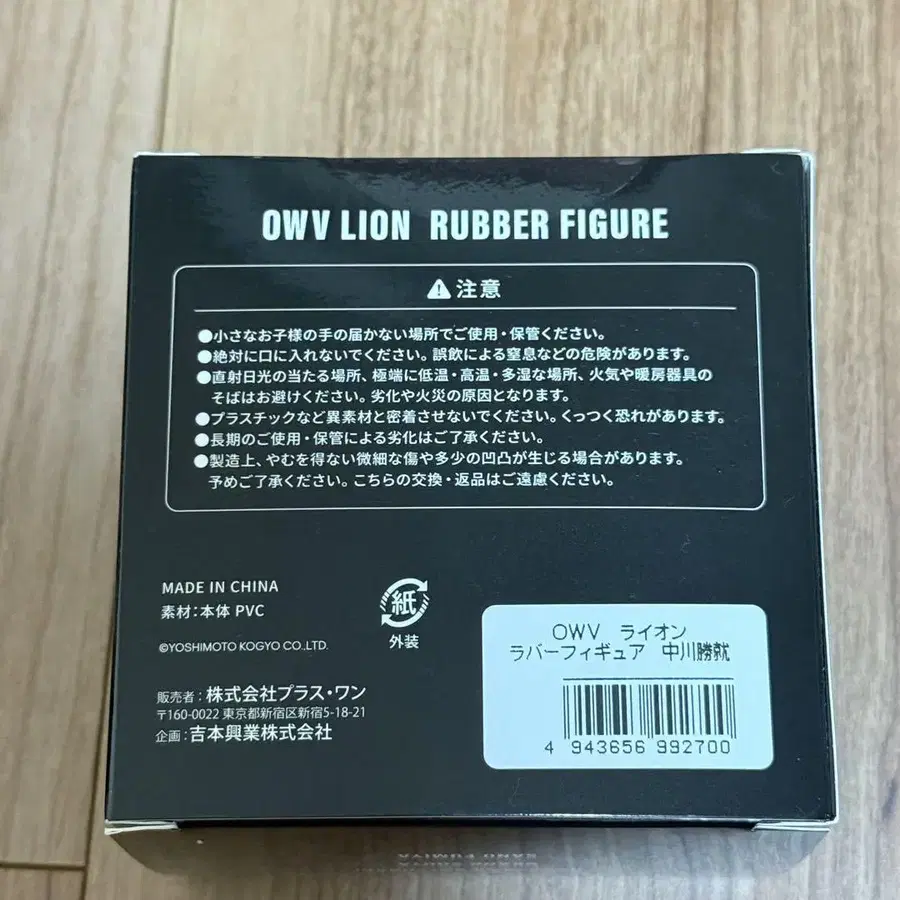 OWV LION RUBBER FIGURE
注意
●小さなお子様の手の届かない場所でご使用・保管ください。
●絶対に口に入れないでください。誤飲による窒息などの危険があります。
●直射日光の当たる場所、極端に低温・高温・多湿な場所、火気や暖房器具の
そばはお避けください。劣化や火災の原因となります。
●プラスチックなど異素材と密着させないでください。くっつく恐れがあります。
●長期のご使用・保管による劣化はご了承ください。
●製造上、やむを得ない微細な傷や多少の凹凸が生じる場合があります。
予めご了承ください。こちらの交換・返品はご遠慮ください。
MADE IN CHINA
素材：本体 PVC
©YOSHIMOTO KOGYO CO.,LTD.
紙
外装
販売者：株式会社プラス・ワン
〒160-0022 東京都新宿区新宿5-18-21
企画：吉本興業株式会社
OWV ライオン
ラバーフィギュア 中川勝就
4 943656 992700